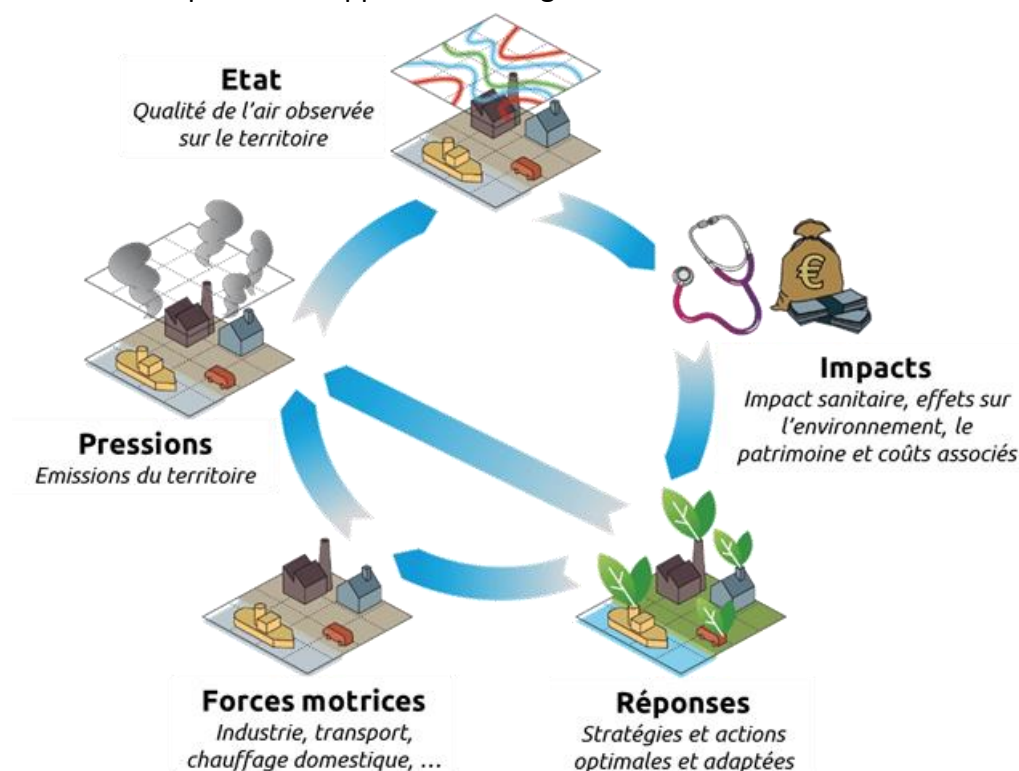 Etat
Qualité de l'air observée
sur le territoire
€
Impacts
Impact sanitaire, effets sur
l'environnement, le
patrimoine et coûts associés
Pressions
Emissions du territoire
Forces motrices
Industrie, transport,
chauffage domestique, ...
Réponses
Stratégies et actions
optimales et adaptées